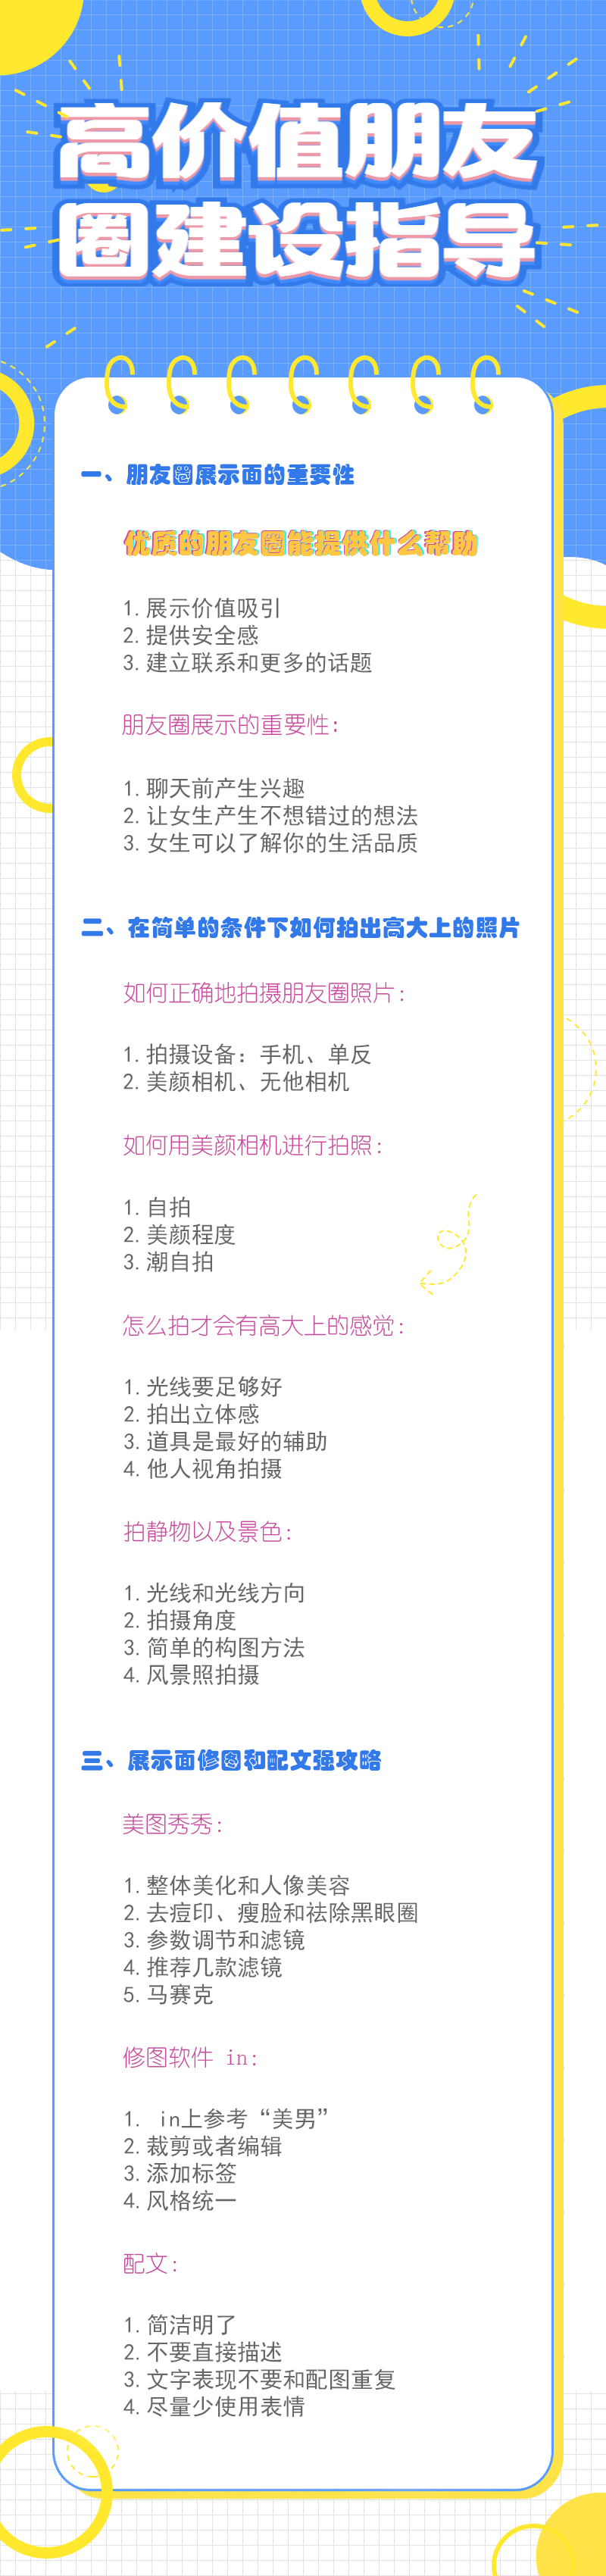 高价值朋友
圈建设指导
一、朋友圈展示面的重要性
优质的朋友圈能提供什么帮助
1.展示价值吸引
2.提供安全感
3.建立联系和更多的话题
朋友圈展示的重要性:
1.聊天前产生兴趣
2.让女生产生不想错过的想法
3.女生可以了解你的生活品质
二、在简单的条件下如何拍出高大上的照片
如何正确地拍摄朋友圈照片:
1.拍摄设备：手机、单反
2.美颜相机、无他相机
如何用美颜相机进行拍照:
1.自拍
2.美颜程度
3.潮自拍
怎么拍才会有高大上的感觉:
1.光线要足够好
2.拍出立体感
3.道具是最好的辅助
4.他人视角拍摄
拍静物以及景色:
1.光线和光线方向
2.拍摄角度
3.简单的构图方法
4.风景照拍摄
三、展示面修图和配文强攻略
美图秀秀:
1.整体美化和人像美容
2.去痘印、瘦脸和祛除黑眼圈
3.参数调节和滤镜
4.推荐几款滤镜
5.马赛克
修图软件 in:
1. in上参考“美男”
2.裁剪或者编辑
3.添加标签
4.风格统一
配文:
1.简洁明了
2.不要直接描述
3.文字表现不要和配图重复
4.尽量少使用表情